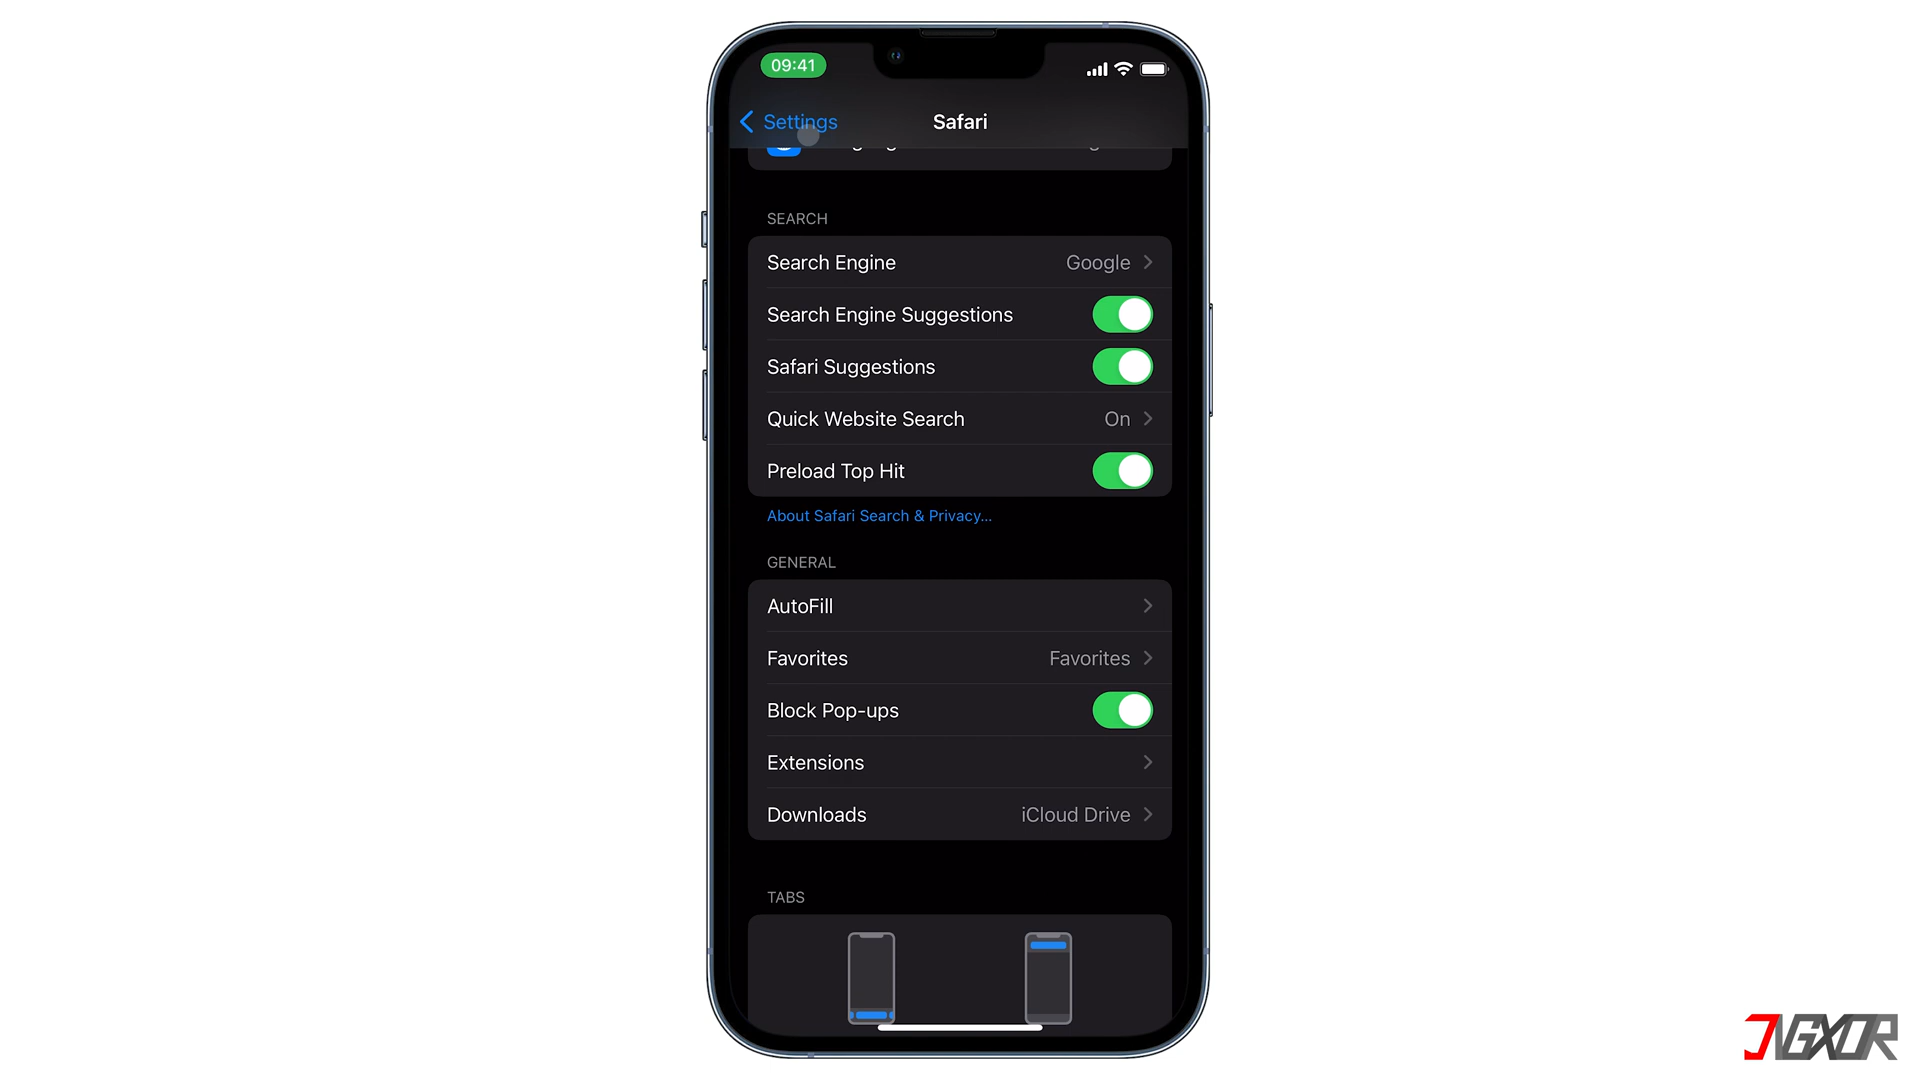 09:41
Settings
Safari
SEARCH
Search Engine
Google
Search Engine Suggestions
Safari Suggestions
Quick Website Search
On
Preload Top Hit
About Safari Search & Privacy...
GENERAL
AutoFill
Favorites
Favorites
Block Pop-ups
Extensions
Downloads
iCloud Drive
TABS